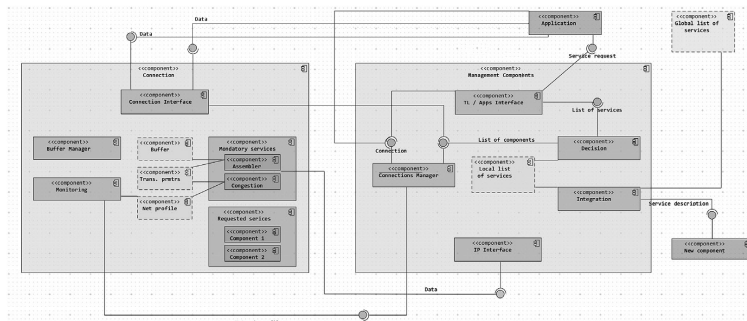 Data
Data
<<component>>
Application
<<component>>
Global list of
services
Service request
<<component>>
Connection
<<component>>
Connection Interface
<<component>>
Buffer Manager
<<component>>
Buffer
<<component>>
Mondatory services
<<component>>
Assembler
<<component>>
Congestion
<<component>>
Trans. prmtrs
<<component>>
Monitoring
<<component>>
Net profile
<<component>>
Requested serices
<<component>>
Component 1
<<component>>
Component 2
<<component>>
Management Components
<<component>>
TL / Apps Interface
List of services
Connection
List of components
<<component>>
Decision
<<component>>
Connections Manager
<<component>>
Local list
of services
<<component>>
Integration
Service description
<<component>>
IP Interface
<<component>>
New component
Data